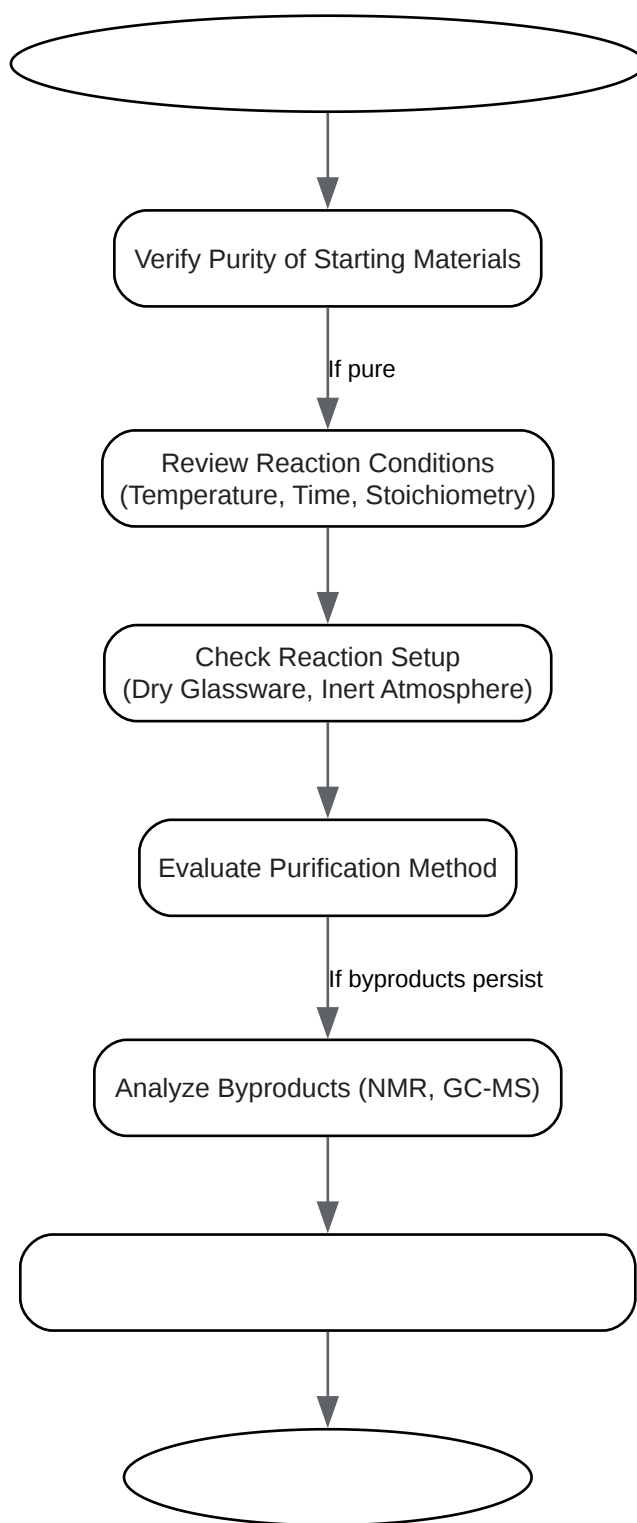 Verify Purity of Starting Materials
If pure
Review Reaction Conditions
(Temperature, Time, Stoichiometry)
Check Reaction Setup
(Dry Glassware, Inert Atmosphere)
Evaluate Purification Method
If byproducts persist
Analyze Byproducts (NMR, GC-MS)